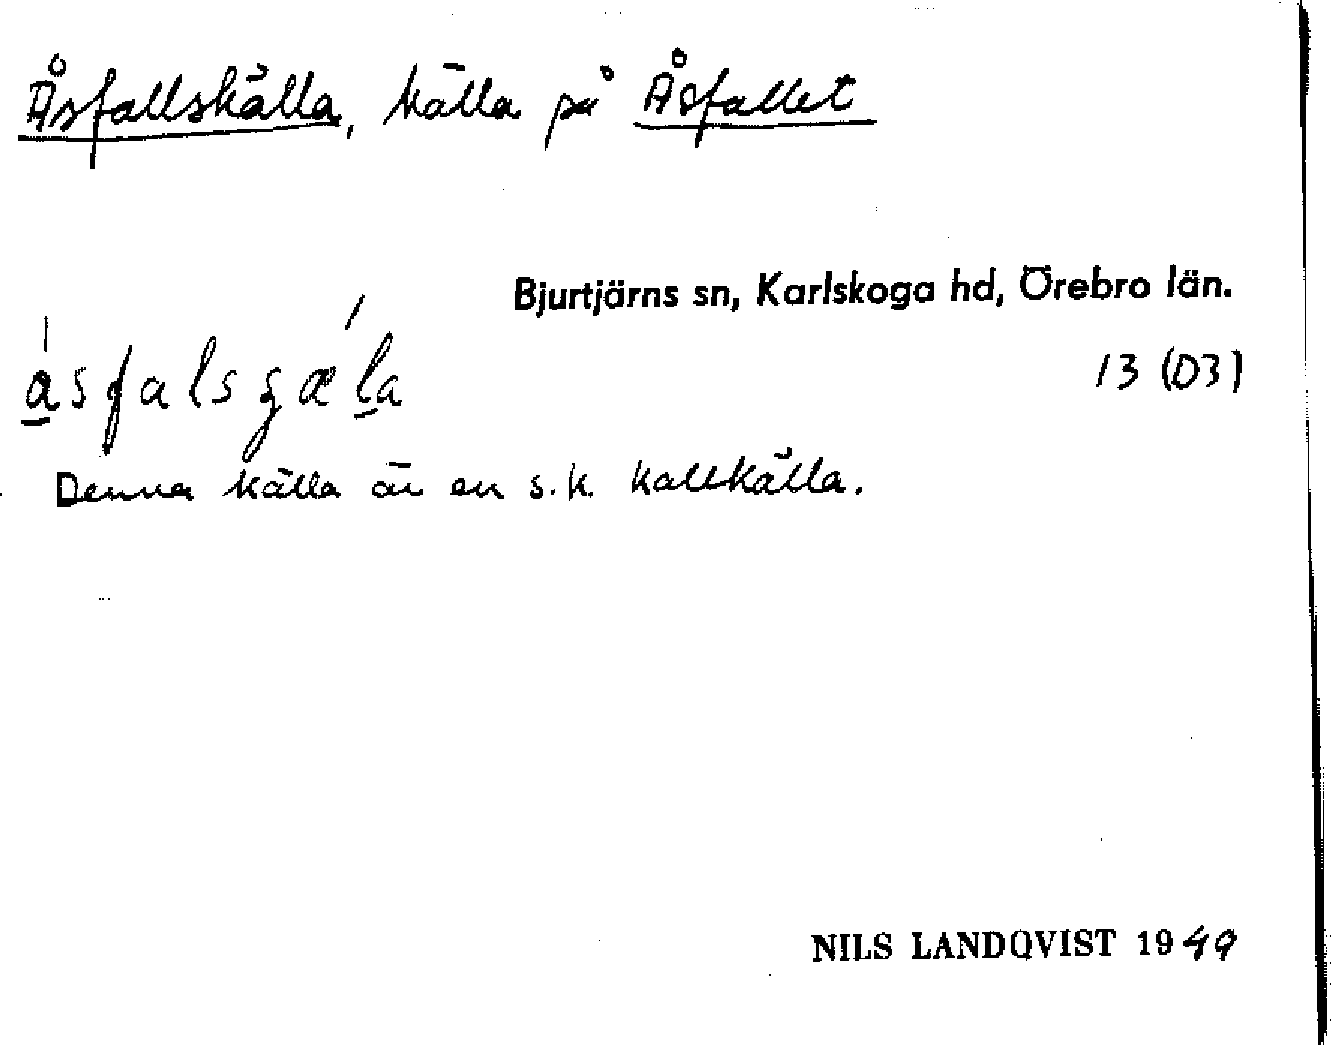 Åsfallskälla, källa på Åsfallet
Bjurtjärns sn, Karlskoga hd, Örebro län.
13 (D3)
Denna källa är en s.k. kallkälla.
NILS LANDQVIST 1949